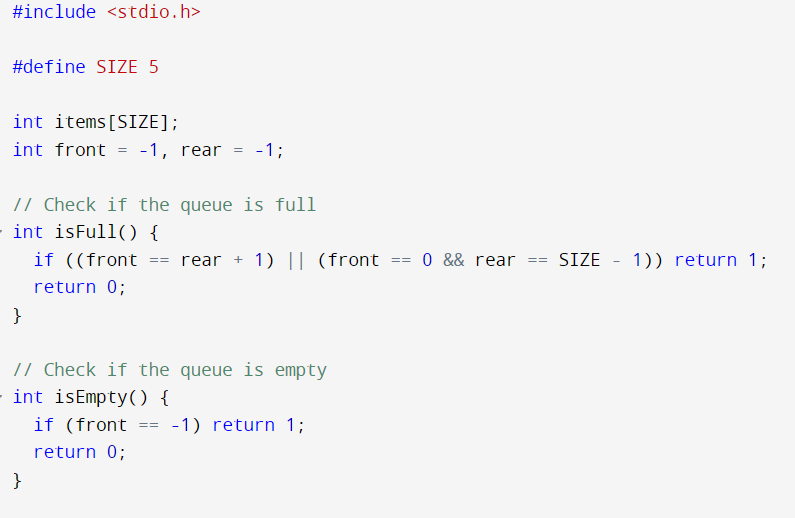 #include <stdio.h>
#define SIZE 5
int items[SIZE];
int front = -1, rear = -1;
// Check if the queue is full
int isFull() {
if ((front == rear + 1) || (front == 0 && rear == SIZE - 1)) return 1;
return 0;
}
// Check if the queue is empty
int isEmpty() {
if (front == -1) return 1;
return 0;
}